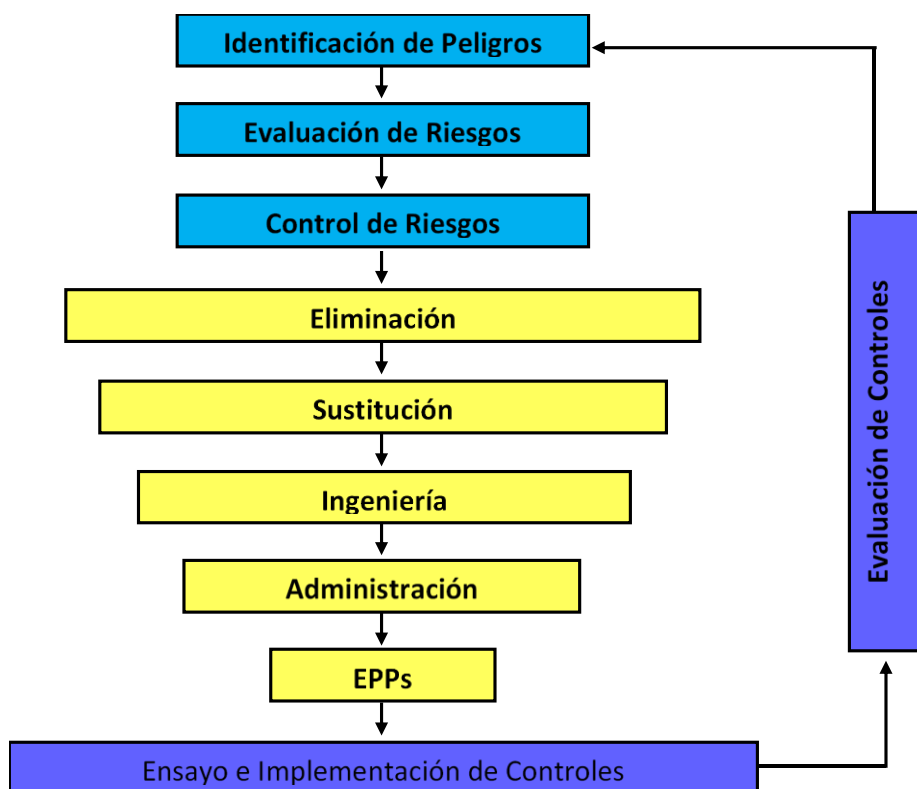 Identificación de Peligros
Evaluación de Riesgos
Control de Riesgos
Eliminación
Sustitución
Ingeniería
Administración
EPPs
Ensayo e Implementación de Controles
Evaluación de Controles